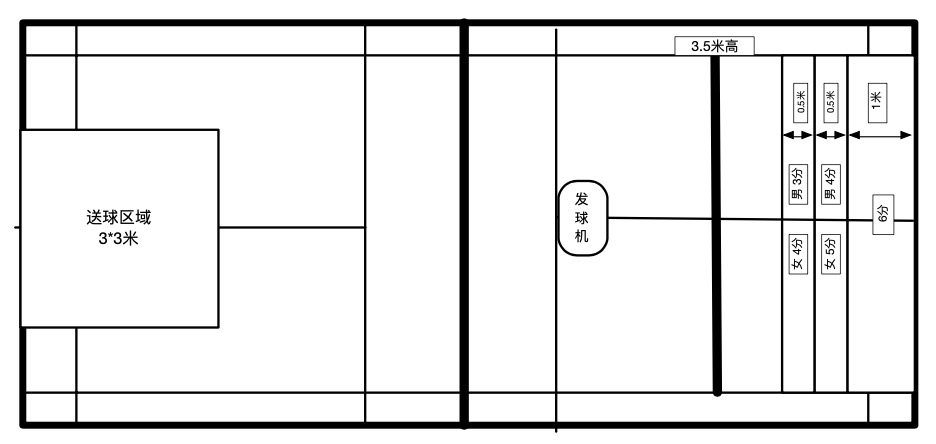 3.5米高
0.5米
0.5米
1米
送球区域
3*3米
发
球
机
男 3分
男 4分
6分
女 4分
女 5分